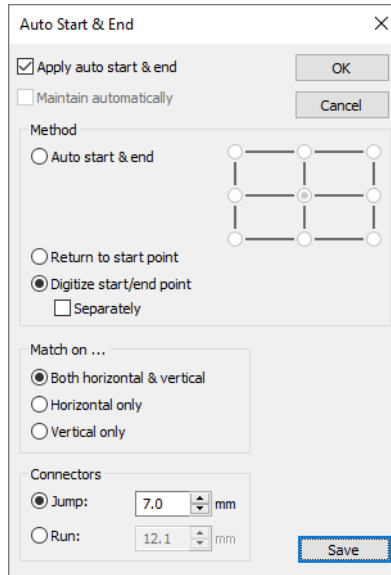 Auto Start & End
Apply auto start & end
OK
Maintain automatically
Cancel
Method
Auto start & end
Return to start point
Digitize start/end point
Separately
Match on ...
Both horizontal & vertical
Horizontal only
Vertical only
Connectors
Jump: 7.0 mm
Run: 12.1 mm
Save